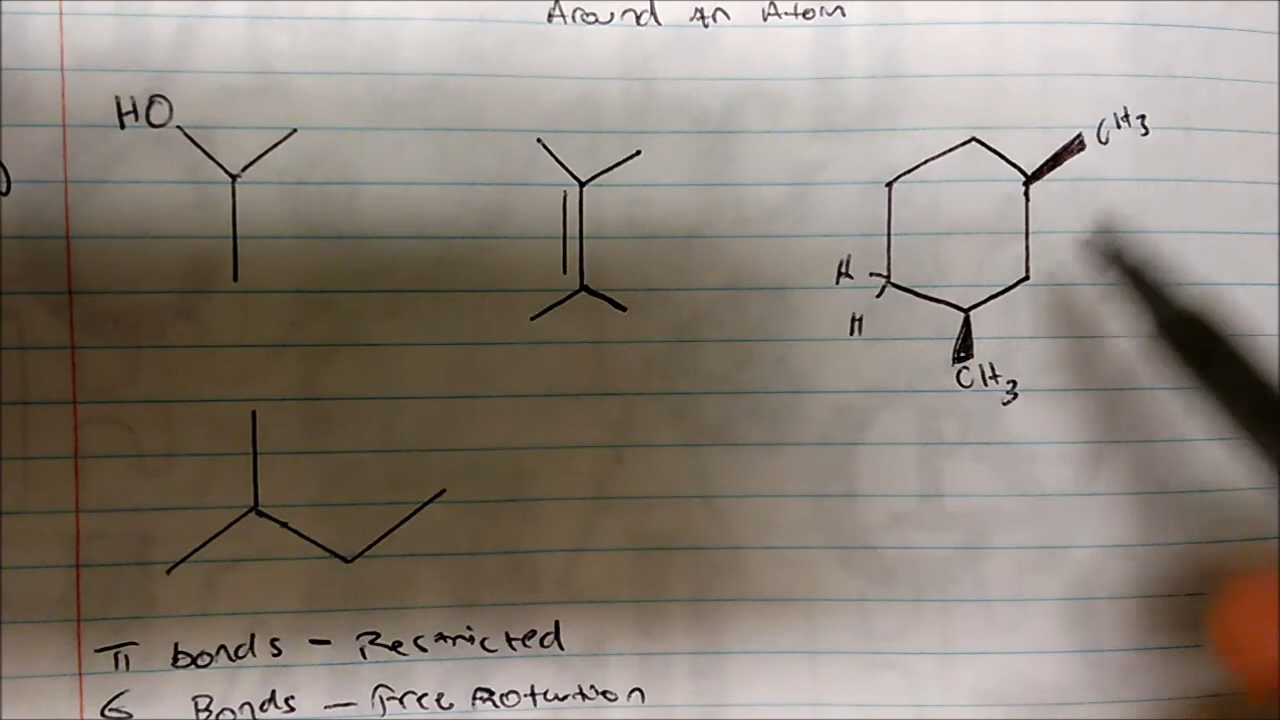 Around An Atom
HO
CH3
H
H
CH3
π bonds - Restricted
σ Bonds - Free Rotation